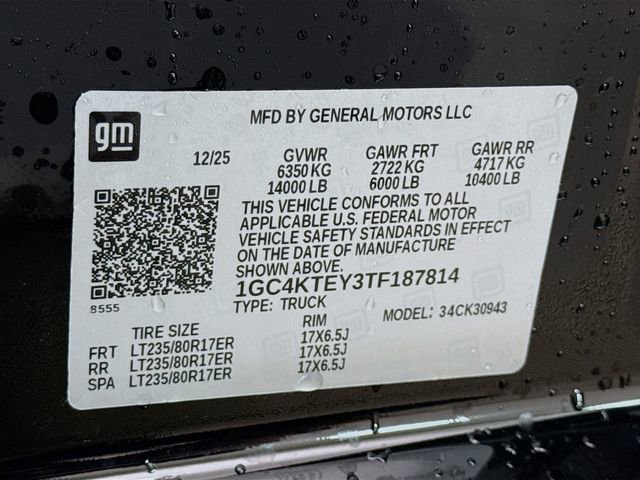 MFD BY GENERAL MOTORS LLC
gm
12/25 GVWR GAWR FRT GAWR RR
6350 KG 2722 KG 4717 KG
14000 LB 6000 LB 10400 LB
THIS VEHICLE CONFORMS TO ALL
APPLICABLE U.S. FEDERAL MOTOR
VEHICLE SAFETY STANDARDS IN EFFECT
ON THE DATE OF MANUFACTURE
SHOWN ABOVE.
1GC4KTEY3TF187814
8555
TYPE: TRUCK
MODEL: 34CK30943
TIRE SIZE RIM
FRT LT235/80R17ER 17X6.5J
RR LT235/80R17ER 17X6.5J
SPA LT235/80R17ER 17X6.5J